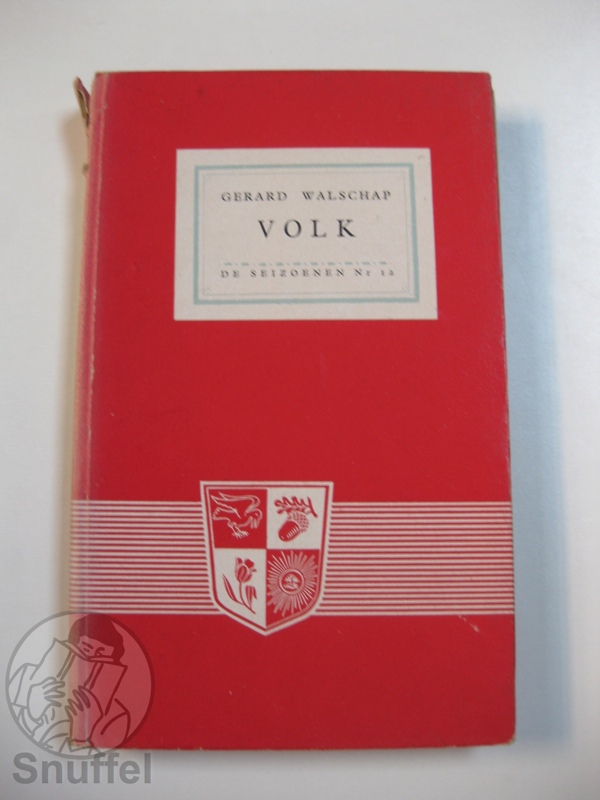 GERARD WALSCHAP
VOLK
DE SEIZOENEN Nr 12
Snuffel